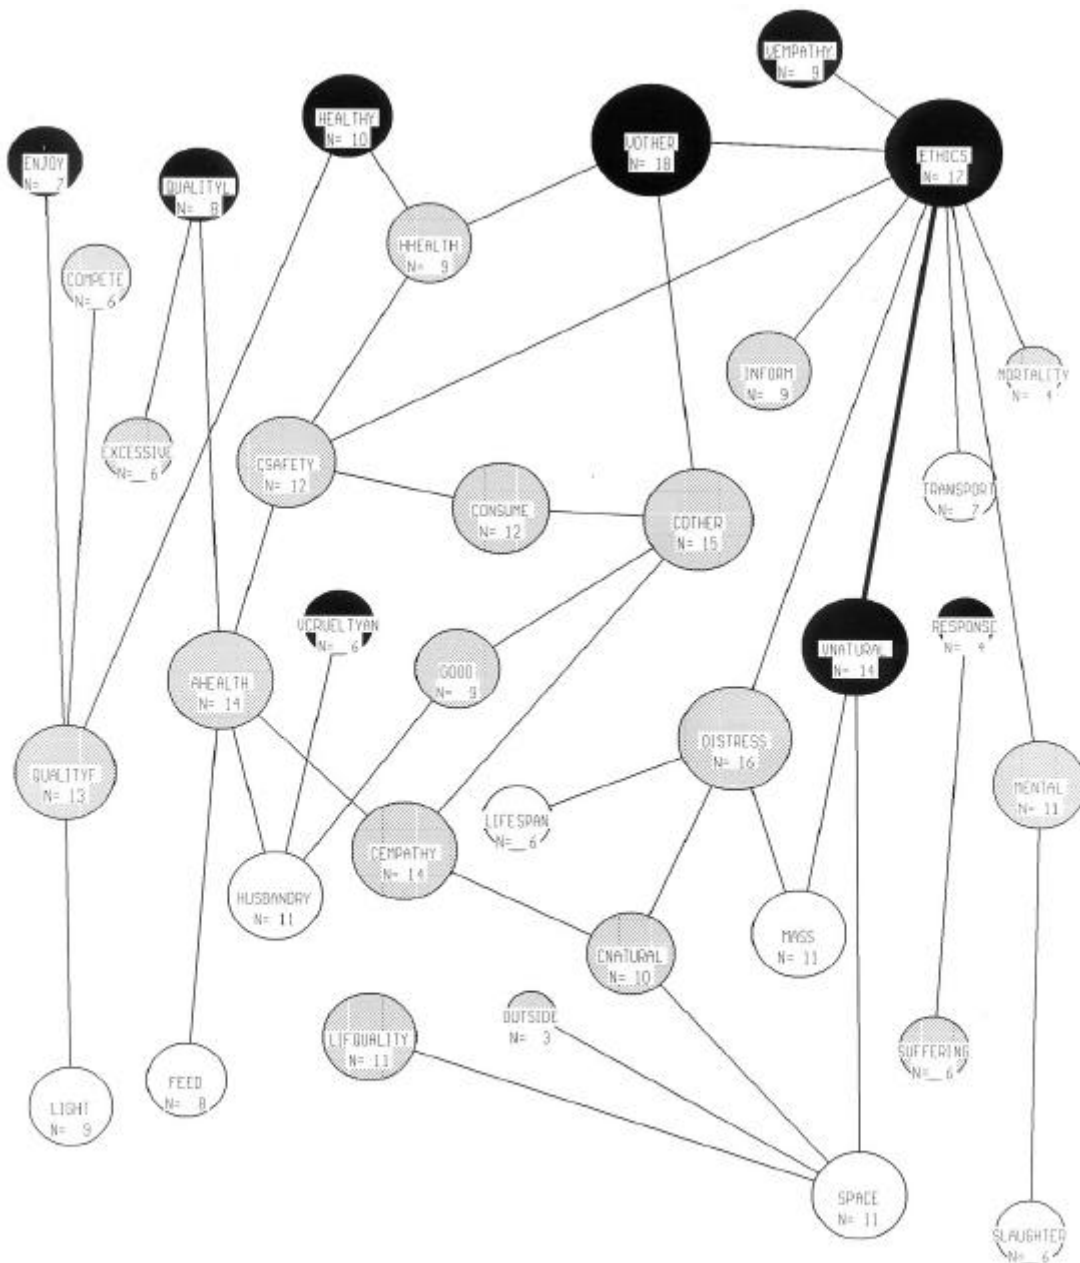 VEMPATHY
N= 9
HEALTHY
N= 10
VOTHER
N= 18
ETHICS
N= 17
ENJOY
N= 7
QUALITYL
N= 8
HHEALTH
N= 9
COMPETE
N= 6
INFORM
N= 9
MORTALITY
N= 4
EXCESSIVE
N= 6
CSAFETY
N= 12
CONSUME
N= 12
COTHER
N= 15
TRANSPORT
N= 7
VCRUELTYAN
N= 6
RESPONSE
N= 4
AHEALTH
N= 14
GOOD
N= 9
VNATURAL
N= 14
DISTRESS
N= 16
QUALITYF
N= 13
MENTAL
N= 11
LIFESPAN
N= 6
CEMPATHY
N= 14
HUSBANDRY
N= 11
MASS
N= 11
CNATURAL
N= 10
OUTSIDE
N= 3
LIFQUALITY
N= 11
SUFFERING
N= 6
FEED
N= 8
LIGHT
N= 9
SPACE
N= 11
SLAUGHTER
N= 6